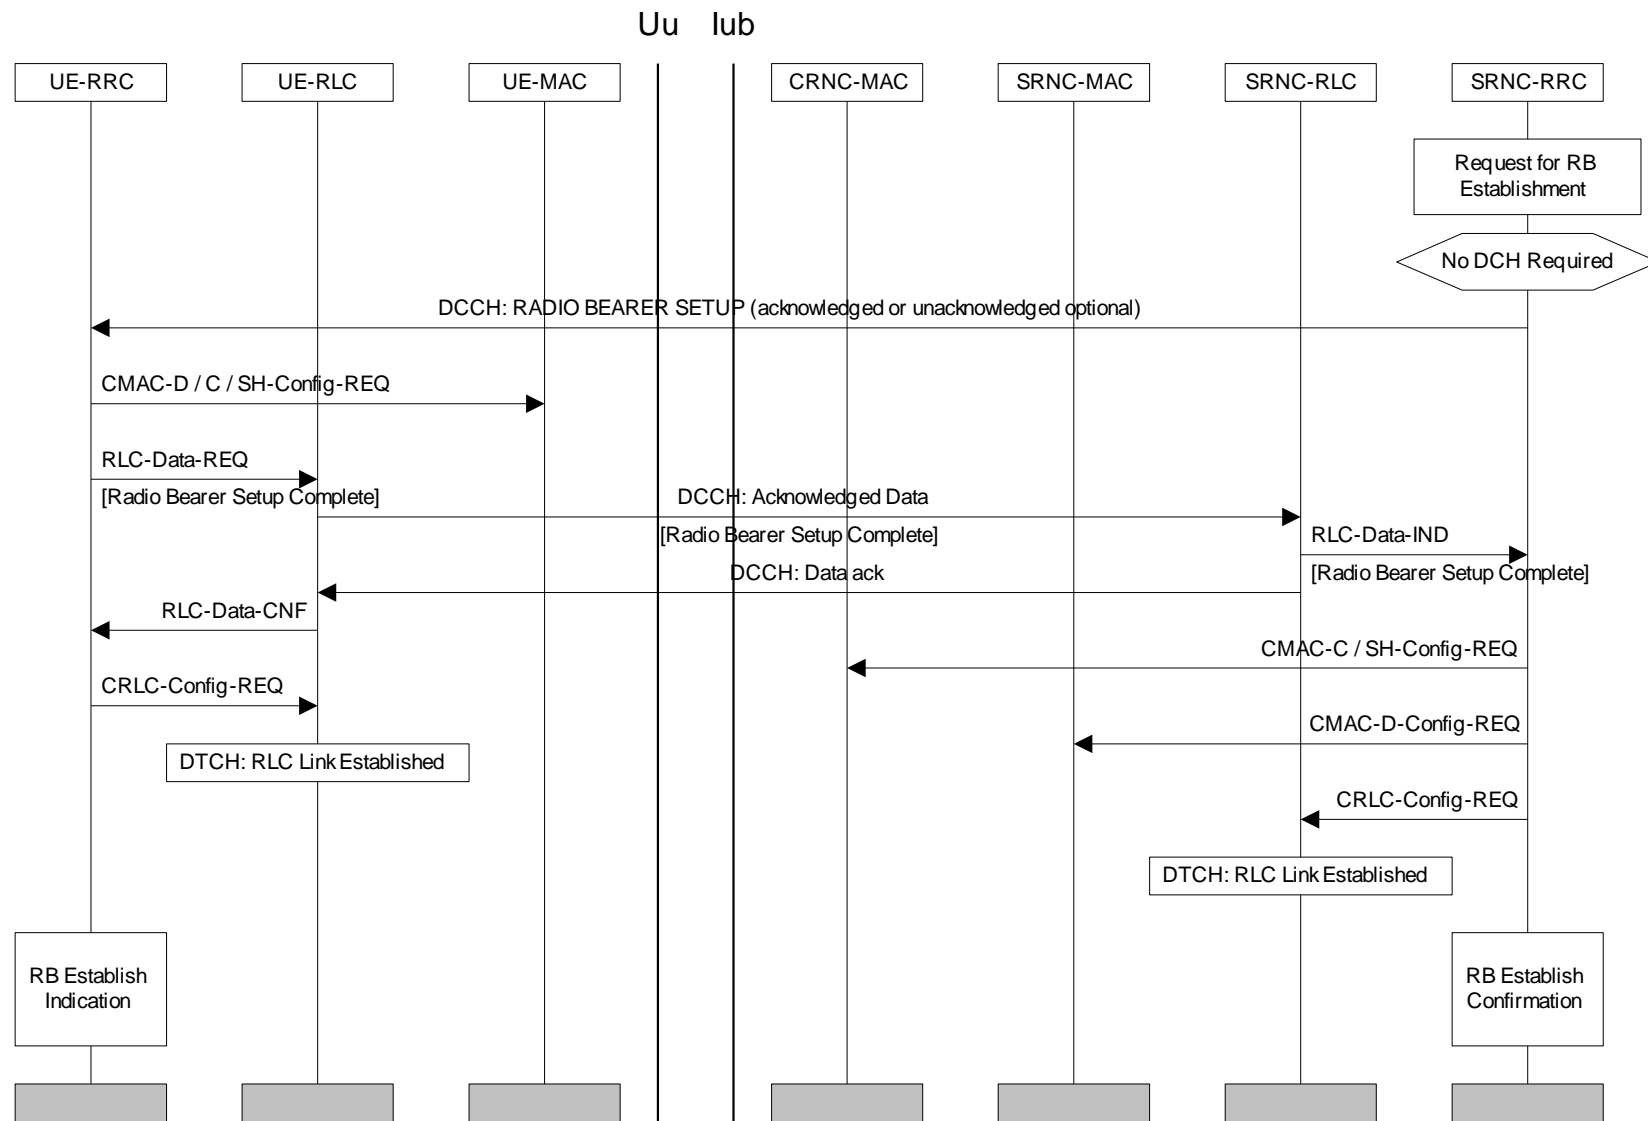 Uu Iub
UE-RRC UE-RLC UE-MAC CRNC-MAC SRNC-MAC SRNC-RLC SRNC-RRC
Request for RB
Establishment
No DCH Required
DCCH: RADIO BEARER SETUP (acknowledged or unacknowledged optional)
CMAC-D / C / SH-Config-REQ
RLC-Data-REQ
[Radio Bearer Setup Complete]
DCCH: Acknowledged Data
[Radio Bearer Setup Complete]
RLC-Data-IND
[Radio Bearer Setup Complete]
DCCH: Data ack
RLC-Data-CNF
CMAC-C / SH-Config-REQ
CRLC-Config-REQ
CMAC-D-Config-REQ
DTCH: RLC Link Established
CRLC-Config-REQ
DTCH: RLC Link Established
RB Establish
Indication
RB Establish
Confirmation